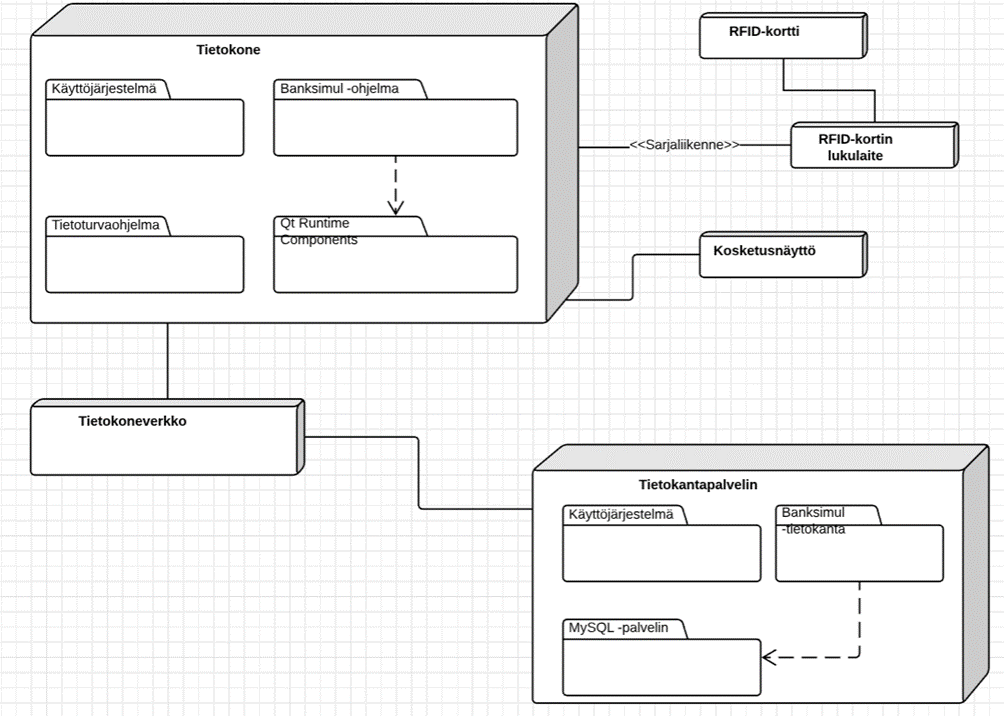 Tietokone
Käyttöjärjestelmä
Banksimul -ohjelma
Tietoturvaohjelma
Qt Runtime
Components
RFID-kortti
<<Sarjaliikenne>>
RFID-kortin
lukulaite
Kosketusnäyttö
Tietokoneverkko
Tietokantapalvelin
Käyttöjärjestelmä
Banksimul
-tietokanta
MySQL -palvelin